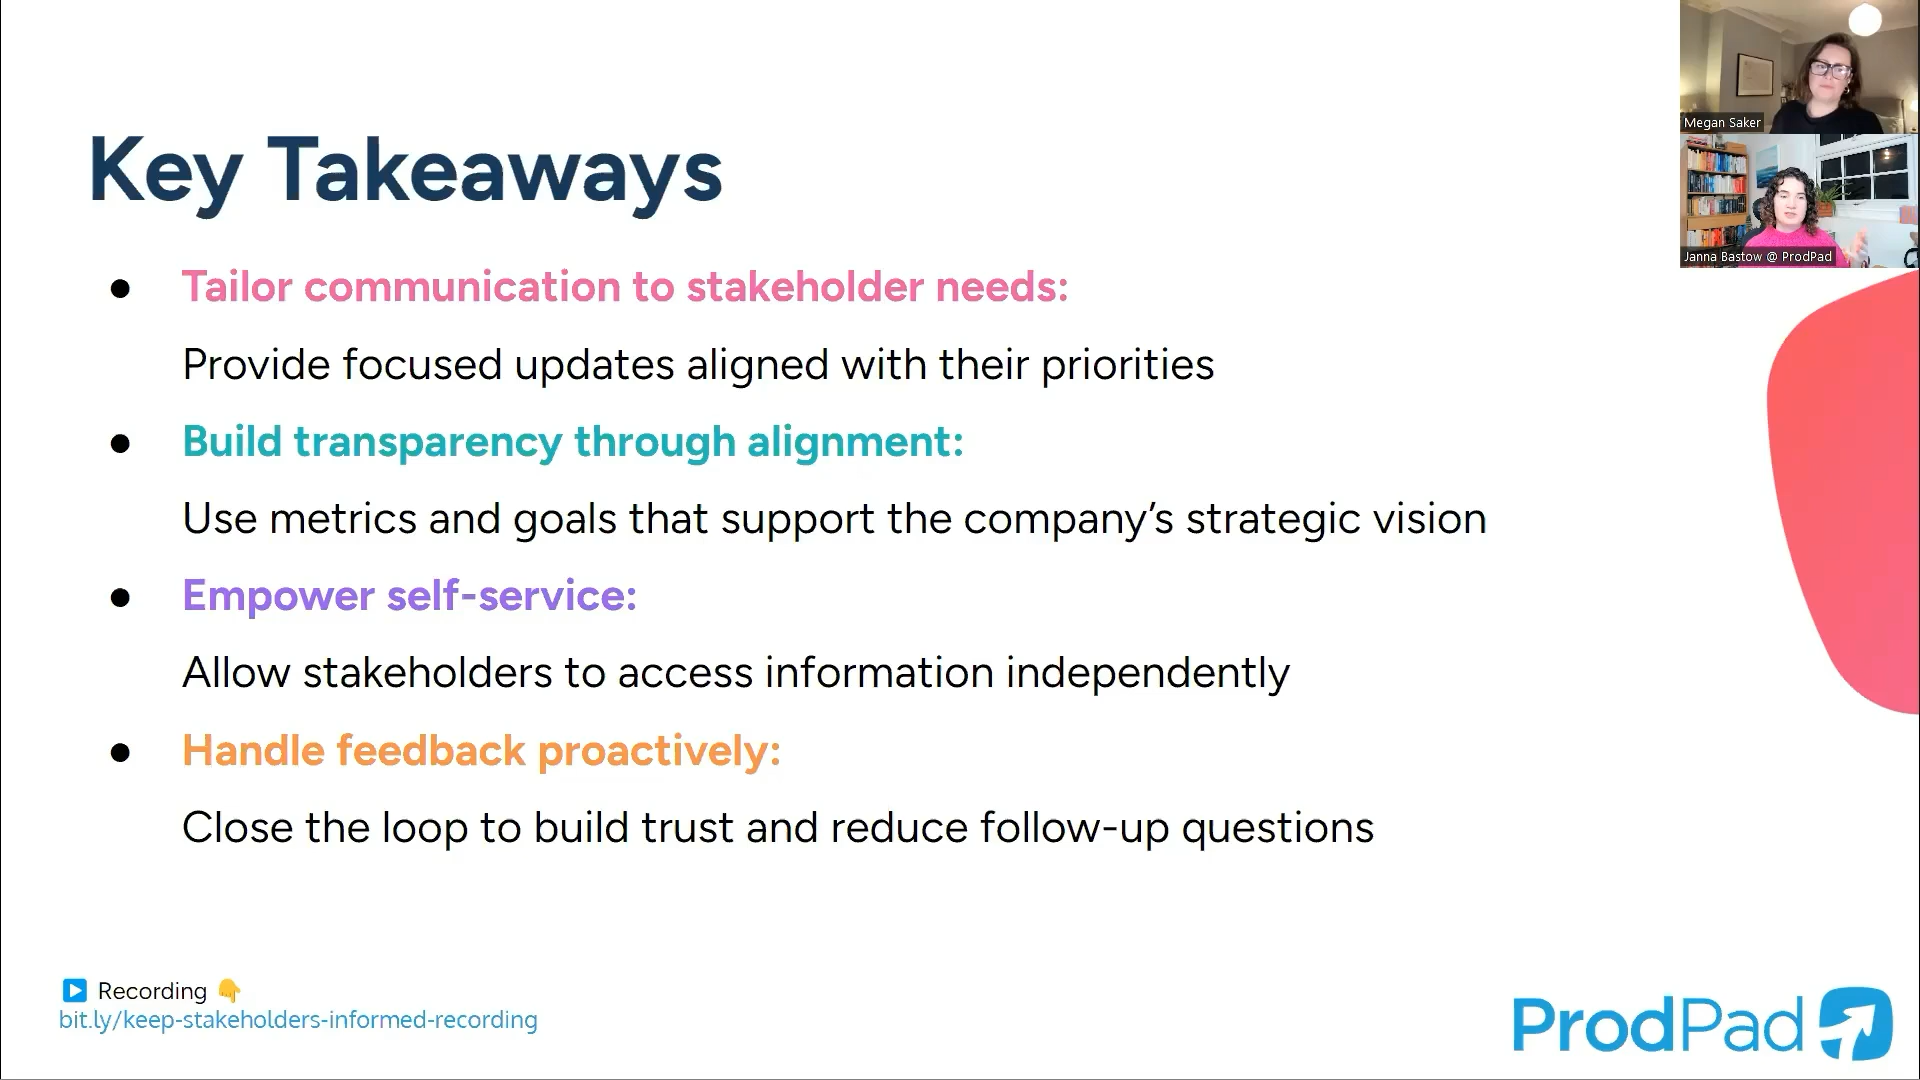 Key Takeaways
Megan Saker
Janna Bastow @ ProdPad
Tailor communication to stakeholder needs:
Provide focused updates aligned with their priorities
Build transparency through alignment:
Use metrics and goals that support the company’s strategic vision
Empower self-service:
Allow stakeholders to access information independently
Handle feedback proactively:
Close the loop to build trust and reduce follow-up questions
Recording
bit.ly/keep-stakeholders-informed-recording
ProdPad